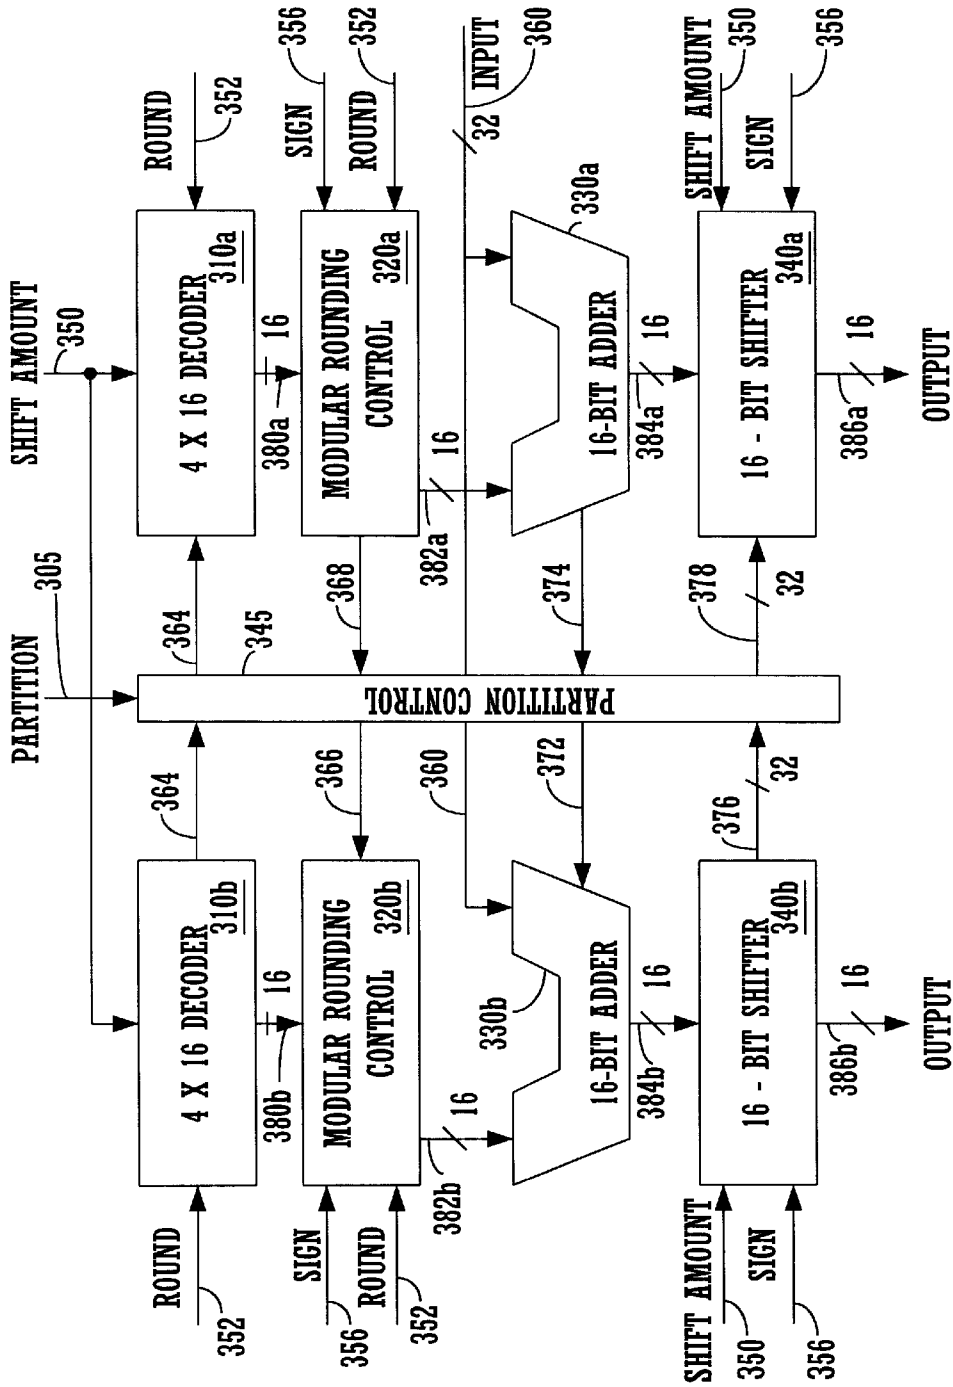 SHIFT AMOUNT
350
PARTITION
305
ROUND
352
4 X 16 DECODER
310b
364
345
364
4 X 16 DECODER
310a
ROUND
352
380b
16
380a
16
SIGN
356
ROUND
352
MODULAR ROUNDING
CONTROL
320b
366
368
MODULAR ROUNDING
CONTROL
320a
356
SIGN
352
ROUND
382b
16
360
PARTITION CONTROL
382a
16
32
INPUT
360
330b
16-BIT ADDER
372
374
16-BIT ADDER
330a
384b
16
384a
16
SHIFT AMOUNT
350
SIGN
356
16 - BIT SHIFTER
340b
376
32
378
32
16 - BIT SHIFTER
340a
SHIFT AMOUNT
350
SIGN
356
386b
16
386a
16
OUTPUT
OUTPUT